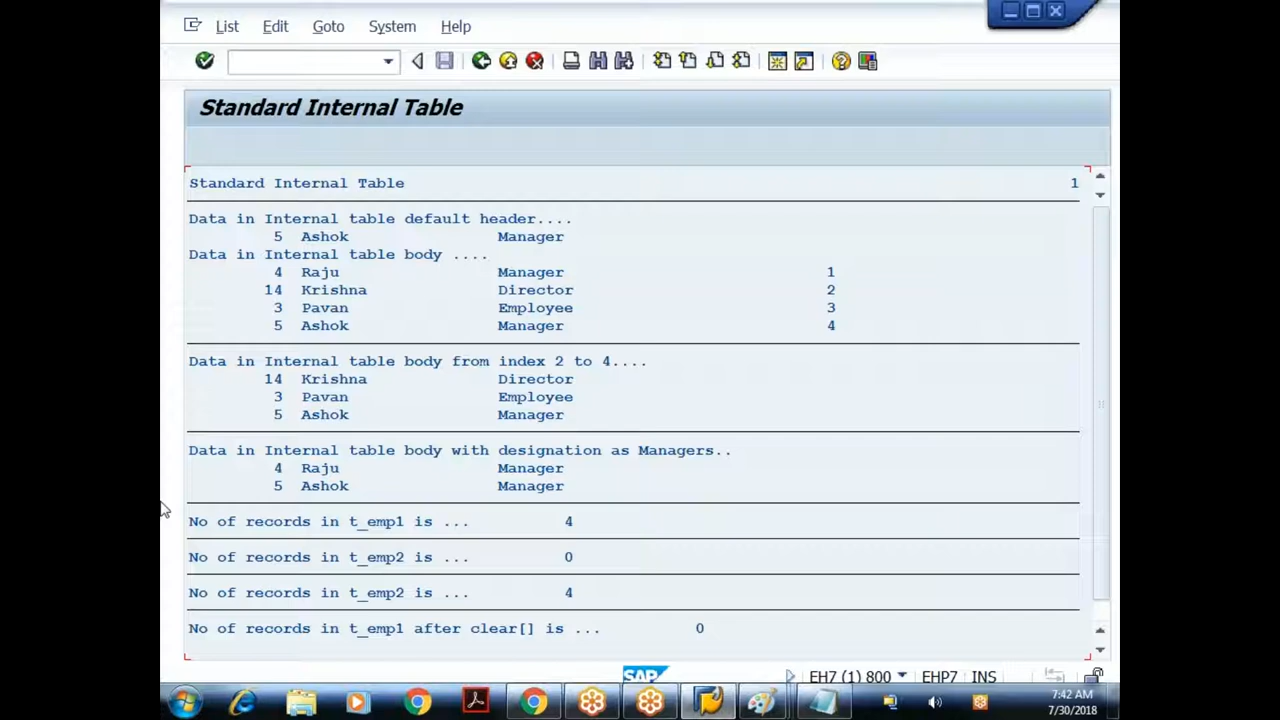 List Edit Goto System Help
Standard Internal Table
Standard Internal Table 1
Data in Internal table default header....
5 Ashok Manager
Data in Internal table body ....
4 Raju Manager 1
14 Krishna Director 2
3 Pavan Employee 3
5 Ashok Manager 4
Data in Internal table body from index 2 to 4....
14 Krishna Director
3 Pavan Employee
5 Ashok Manager
Data in Internal table body with designation as Managers..
4 Raju Manager
5 Ashok Manager
No of records in t_emp1 is ... 4
No of records in t_emp2 is ... 0
No of records in t_emp2 is ... 4
No of records in t_emp1 after clear[] is ... 0
SAP EH7 (1) 800 EHP7 INS
7:42 AM
7/30/2018